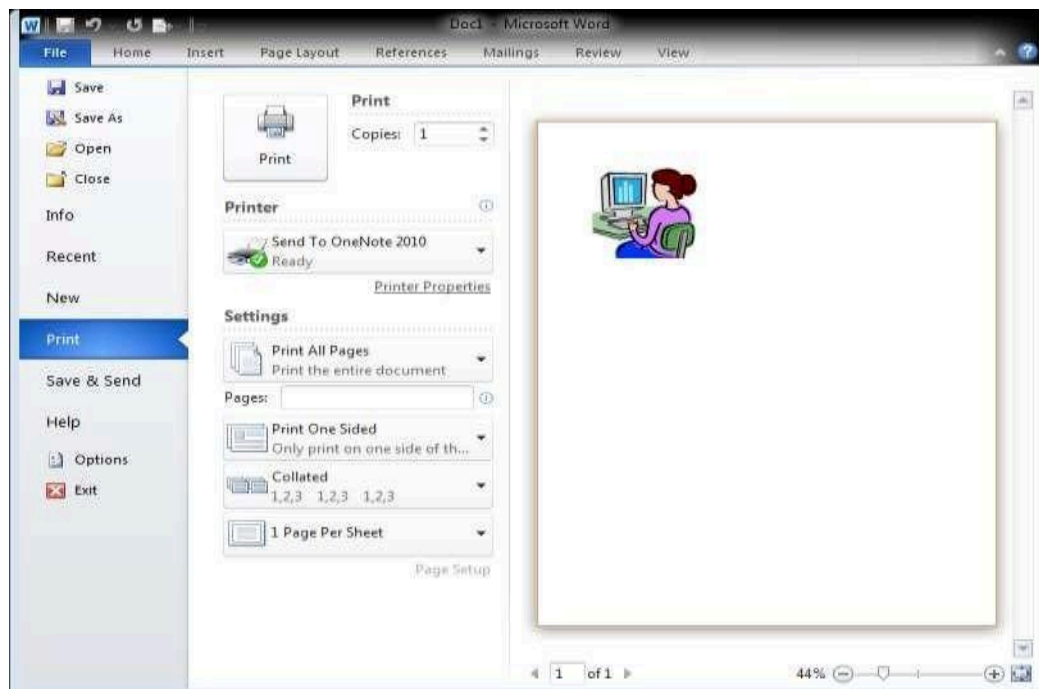 Doc1 - Microsoft Word
File Home Insert Page Layout References Mailings Review View
Save
Save As
Open
Close
Info
Recent
New
Print
Save & Send
Help
Options
Exit
Print
Print
Copies: 1
Printer
Send To OneNote 2010
Ready
Printer Properties
Settings
Print All Pages
Print the entire document
Pages:
Print One Sided
Only print on one side of th...
Collated
1,2,3 1,2,3 1,2,3
1 Page Per Sheet
Page Setup
1 of 1
44%